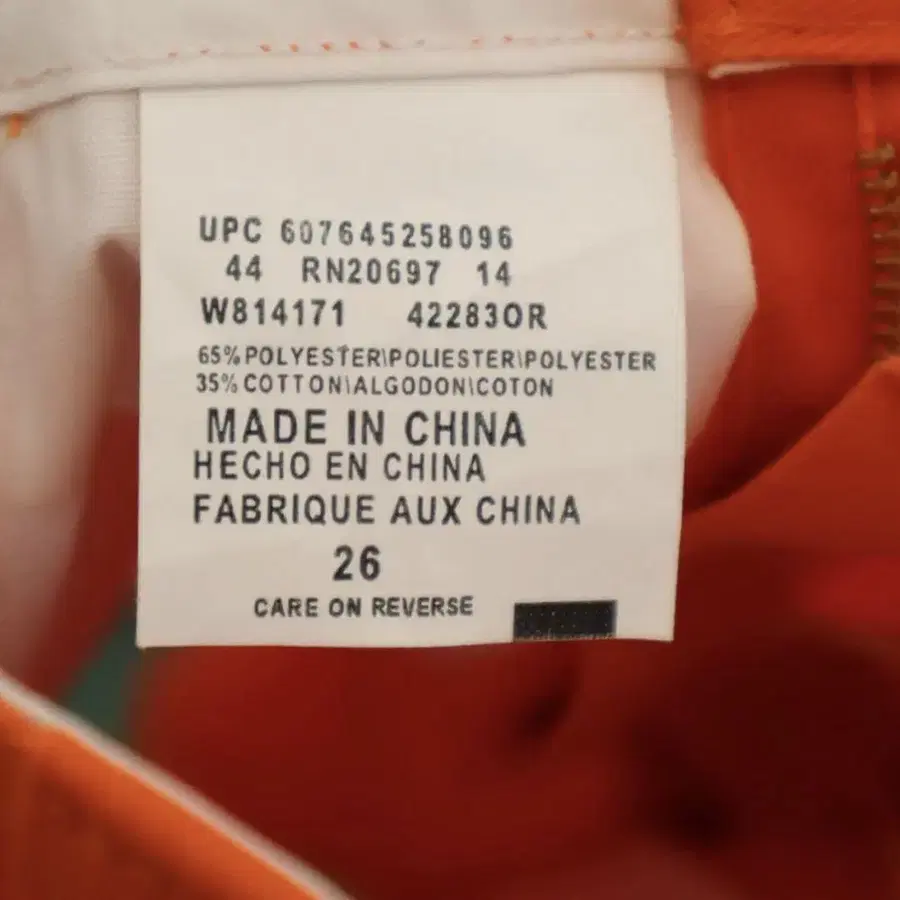 UPC 607645258096
44 RN20697 14
W814171 42283OR
65% POLYESTER\POLIESTER\POLYESTER
35% COTTON\ALGODON\COTON
MADE IN CHINA
HECHO EN CHINA
FABRIQUE AUX CHINA
26
CARE ON REVERSE